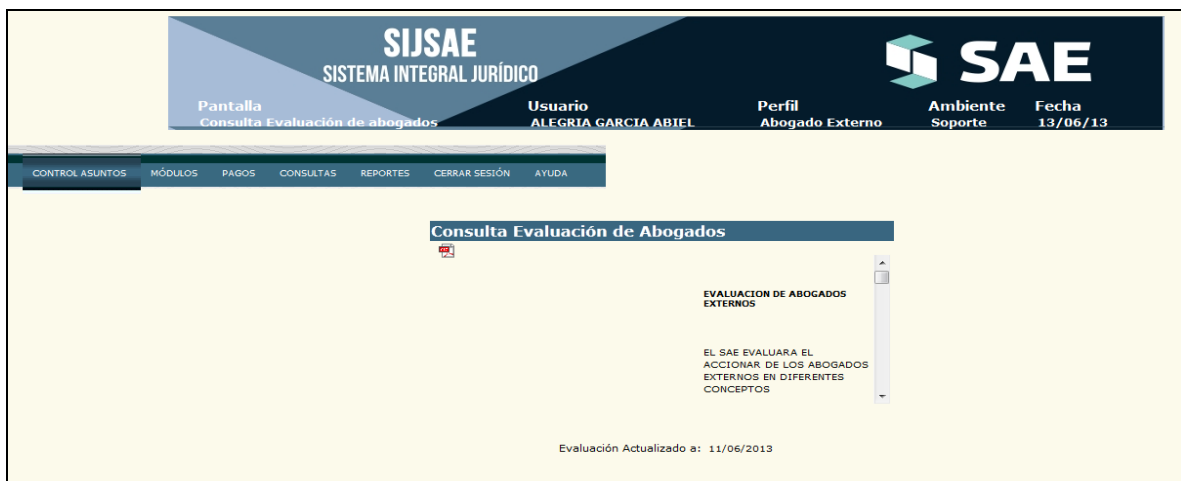 SIJSAE
SISTEMA INTEGRAL JURÍDICO
SAE
Pantalla Usuario Perfil Ambiente Fecha
Consulta Evaluación de abogados ALEGRIA GARCIA ABIEL Abogado Externo Soporte 13/06/13
CONTROL ASUNTOS MÓDULOS PAGOS CONSULTAS REPORTES CERRAR SESIÓN AYUDA
Consulta Evaluación de Abogados
EVALUACION DE ABOGADOS
EXTERNOS
EL SAE EVALUARA EL
ACCIONAR DE LOS ABOGADOS
EXTERNOS EN DIFERENTES
CONCEPTOS
Evaluación Actualizado a: 11/06/2013